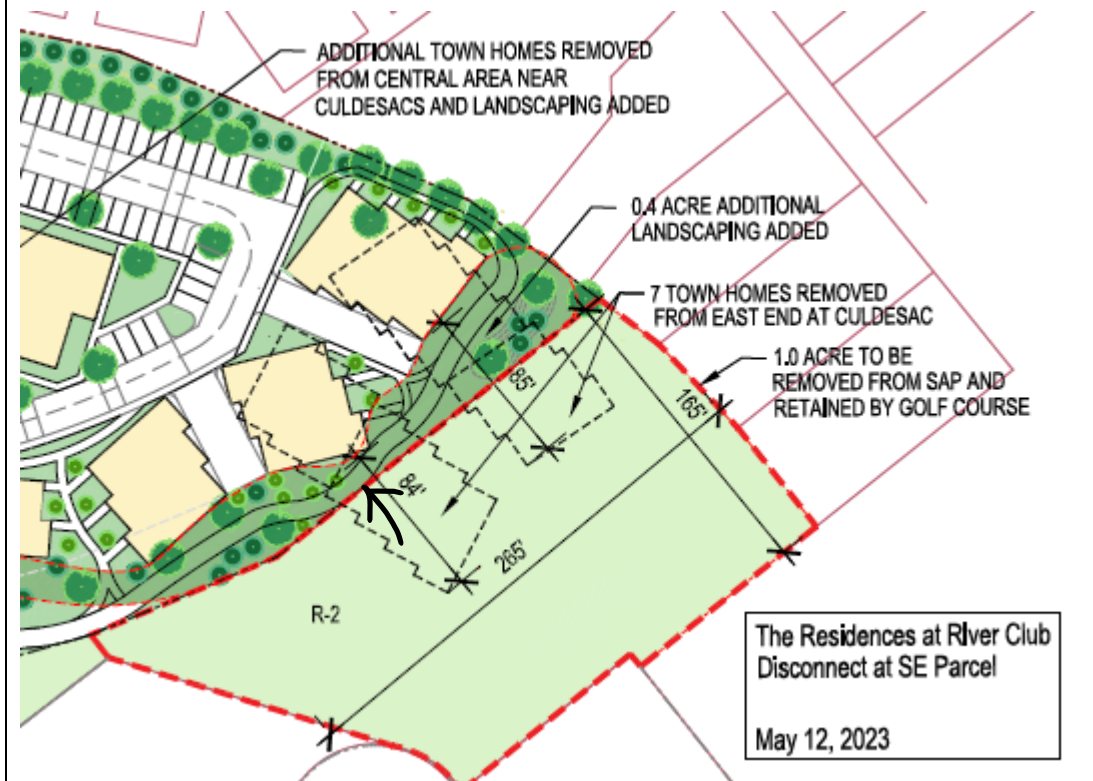 ADDITIONAL TOWN HOMES REMOVED
FROM CENTRAL AREA NEAR
CULDESACS AND LANDSCAPING ADDED
0.4 ACRE ADDITIONAL
LANDSCAPING ADDED
7 TOWN HOMES REMOVED
FROM EAST END AT CULDESAC
1.0 ACRE TO BE
REMOVED FROM SAP AND
RETAINED BY GOLF COURSE
85'
165'
84'
265'
R-2
The Residences at River Club
Disconnect at SE Parcel
May 12, 2023